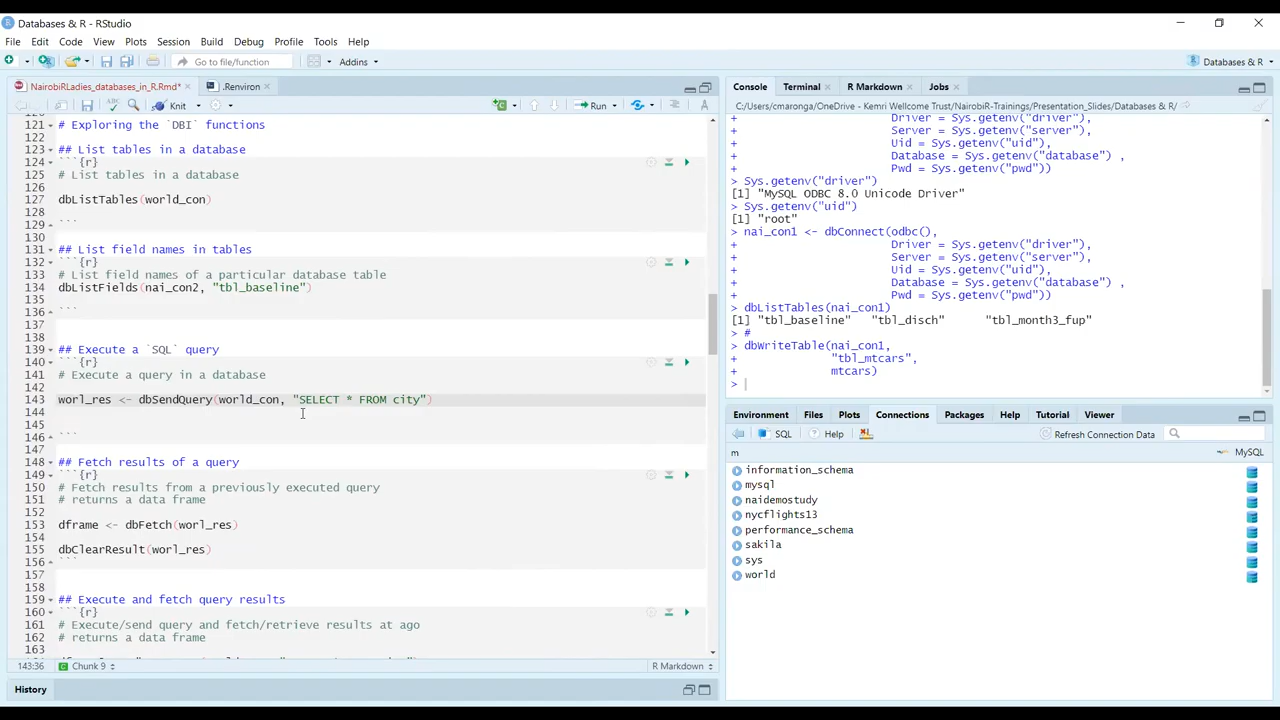 Databases & R - RStudio
File Edit Code View Plots Session Build Debug Profile Tools Help
Go to file/function Addins Databases & R
NairobiRLadies_databases_in_R.Rmd* .Renviron
Knit Run
121 # Exploring the `DBI` functions
122
123 ## List tables in a database
124 ```{r}
125 # List tables in a database
126
127 dbListTables(world_con)
128
129 ```
130
131 ## List field names in tables
132 ```{r}
133 # List field names of a particular database table
134 dbListFields(nai_con2, "tbl_baseline")
135
136 ```
137
138
139 ## Execute a `SQL` query
140 ```{r}
141 # Execute a query in a database
142
143 worl_res <- dbSendQuery(world_con, "SELECT * FROM city")
144
145
146 ```
147
148 ## Fetch results of a query
149 ```{r}
150 # Fetch results from a previously executed query
151 # returns a data frame
152
153 dframe <- dbFetch(worl_res)
154
155 dbClearResult(worl_res)
156 ```
157
158
159 ## Execute and fetch query results
160 ```{r}
161 # Execute/send query and fetch/retrieve results at ago
162 # returns a data frame
163
143:36 Chunk 9 R Markdown
History
Console Terminal R Markdown Jobs
C:/Users/cmaronga/OneDrive - Kemri Wellcome Trust/NairobiR-Trainings/Presentation_Slides/Databases & R/
+ Driver = Sys.getenv("driver"),
+ Server = Sys.getenv("server"),
+ Uid = Sys.getenv("uid"),
+ Database = Sys.getenv("database") ,
+ Pwd = Sys.getenv("pwd"))
> Sys.getenv("driver")
[1] "MySQL ODBC 8.0 Unicode Driver"
> Sys.getenv("uid")
[1] "root"
> nai_con1 <- dbConnect(odbc(),
+ Driver = Sys.getenv("driver"),
+ Server = Sys.getenv("server"),
+ Uid = Sys.getenv("uid"),
+ Database = Sys.getenv("database") ,
+ Pwd = Sys.getenv("pwd"))
> dbListTables(nai_con1)
[1] "tbl_baseline" "tbl_disch" "tbl_month3_fup"
> #
> dbWriteTable(nai_con1,
+ "tbl_mtcars",
+ mtcars)
>
Environment Files Plots Connections Packages Help Tutorial Viewer
SQL Help Refresh Connection Data
m MySQL
information_schema
mysql
naidemostudy
nycflights13
performance_schema
sakila
sys
world